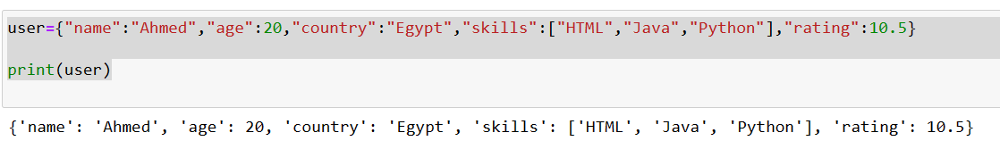 user={"name":"Ahmed","age":20,"country":"Egypt","skills":["HTML","Java","Python"],"rating":10.5}
print(user)
{'name': 'Ahmed', 'age': 20, 'country': 'Egypt', 'skills': ['HTML', 'Java', 'Python'], 'rating': 10.5}